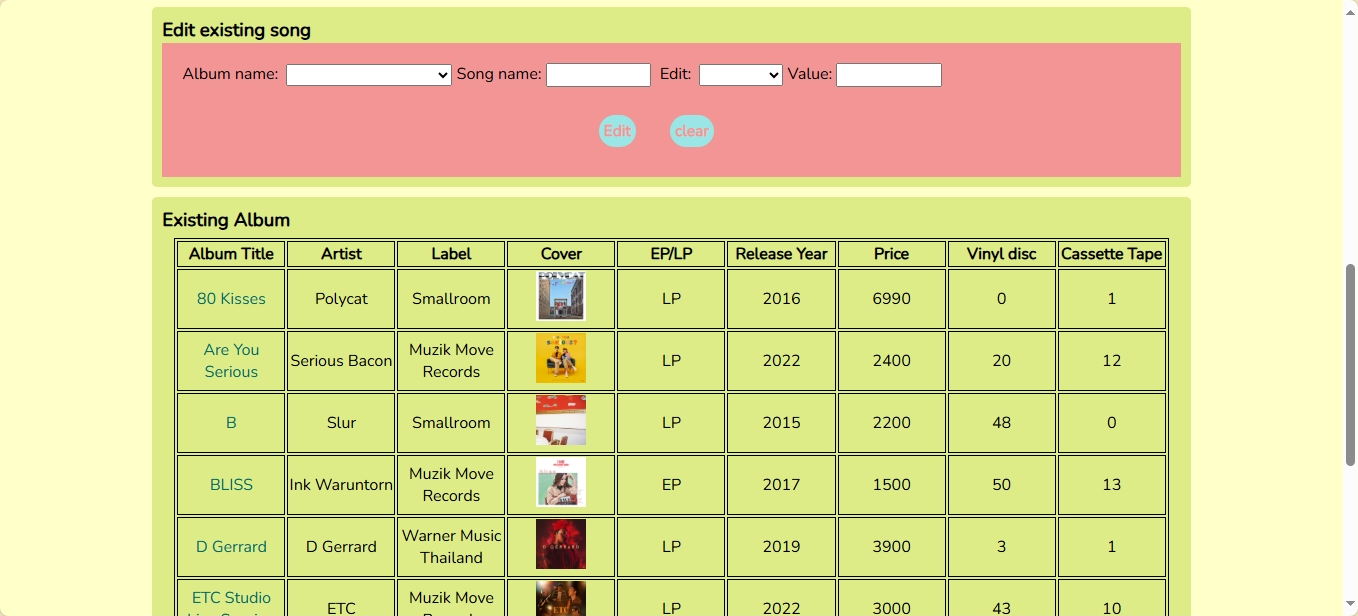 Edit existing song
Album name: Song name: Edit: Value:
Edit clear
Existing Album
Album Title Artist Label Cover EP/LP Release Year Price Vinyl disc Cassette Tape
80 Kisses Polycat Smallroom POLYCAT LP 2016 6990 0 1
Are You
Serious
Serious Bacon
Muzik Move
Records
LP 2022 2400 20 12
B Slur Smallroom LP 2015 2200 48 0
BLISS Ink Waruntorn
Muzik Move
Records
EP 2017 1500 50 13
D Gerrard D Gerrard
Warner Music
Thailand
D GERRARD
LP 2019 3900 3 1
ETC Studio
ETC
Muzik Move
ETC
LP 2022 3000 43 10